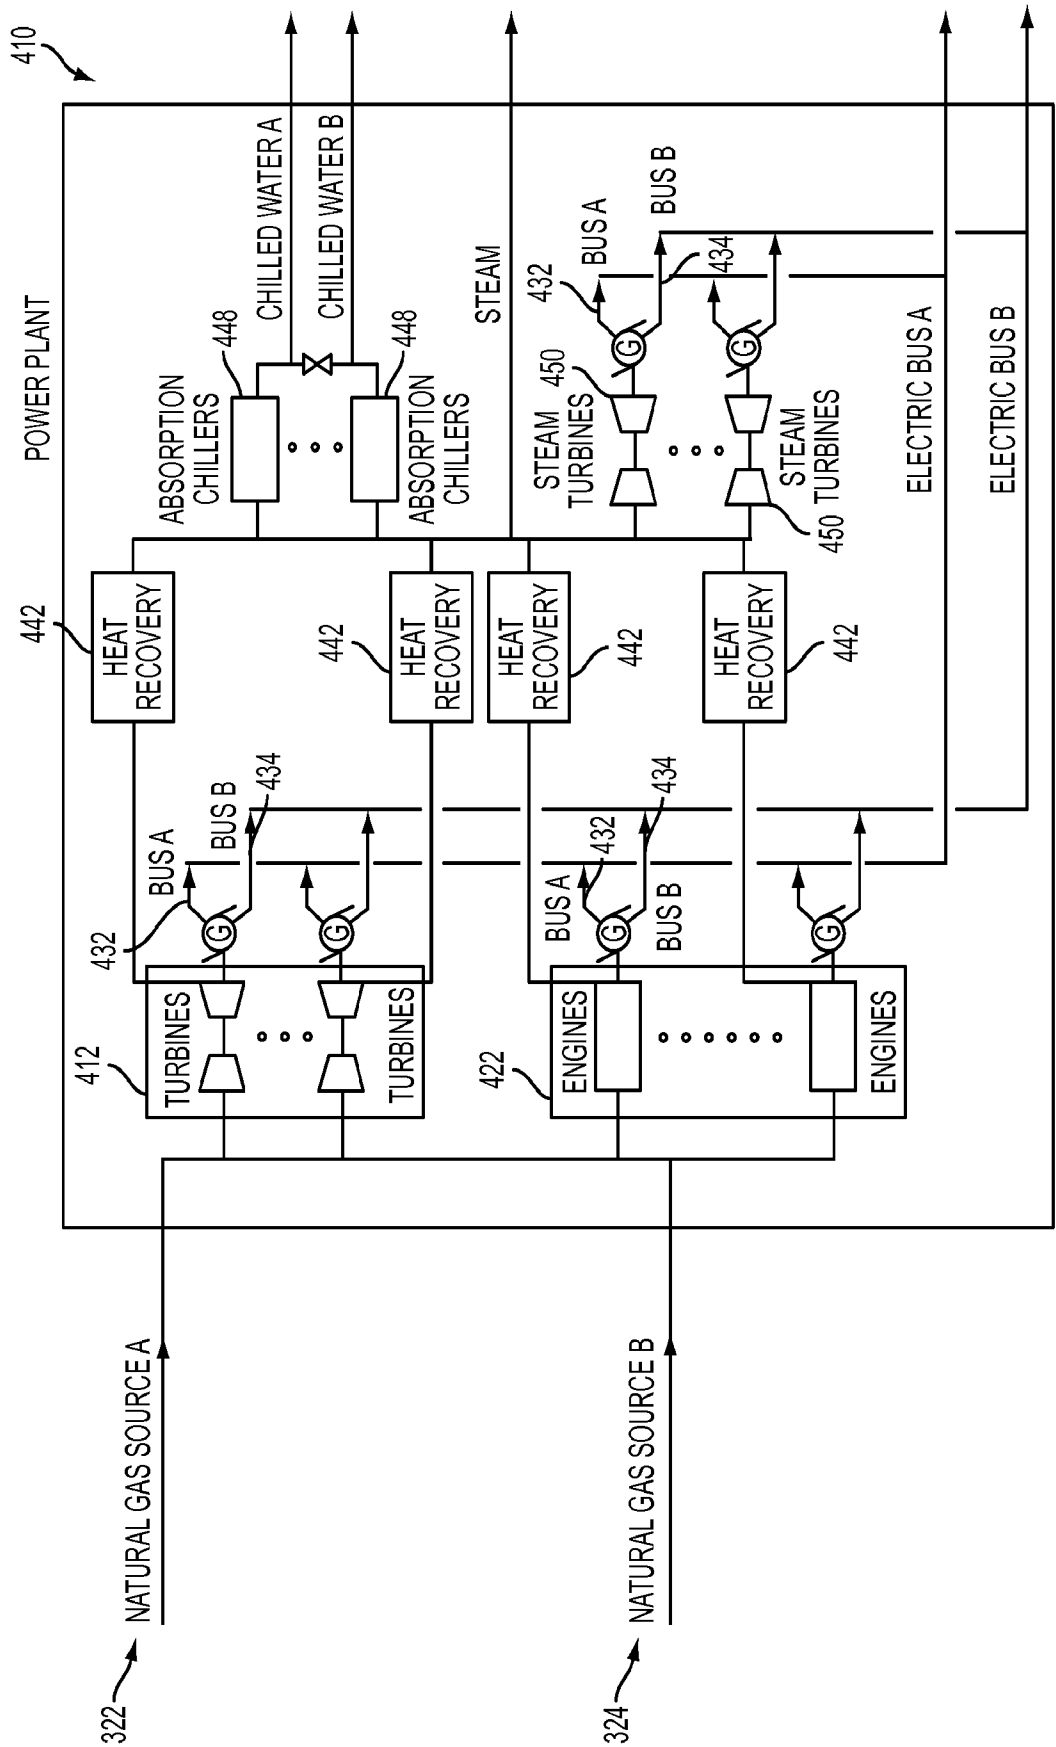 410
POWER PLANT
NATURAL GAS SOURCE A
322
NATURAL GAS SOURCE B
324
412
TURBINES
TURBINES
G
G
432
BUS A
BUS B
434
422
ENGINES
ENGINES
G
G
BUS A
432
BUS B
434
442
HEAT
RECOVERY
442
HEAT
RECOVERY
HEAT
RECOVERY
442
HEAT
RECOVERY
442
ABSORPTION
CHILLERS
448
ABSORPTION
CHILLERS
448
CHILLED WATER A
CHILLED WATER B
STEAM
STEAM
TURBINES
450
STEAM
TURBINES
450
G
G
432
BUS A
BUS B
434
ELECTRIC BUS A
ELECTRIC BUS B